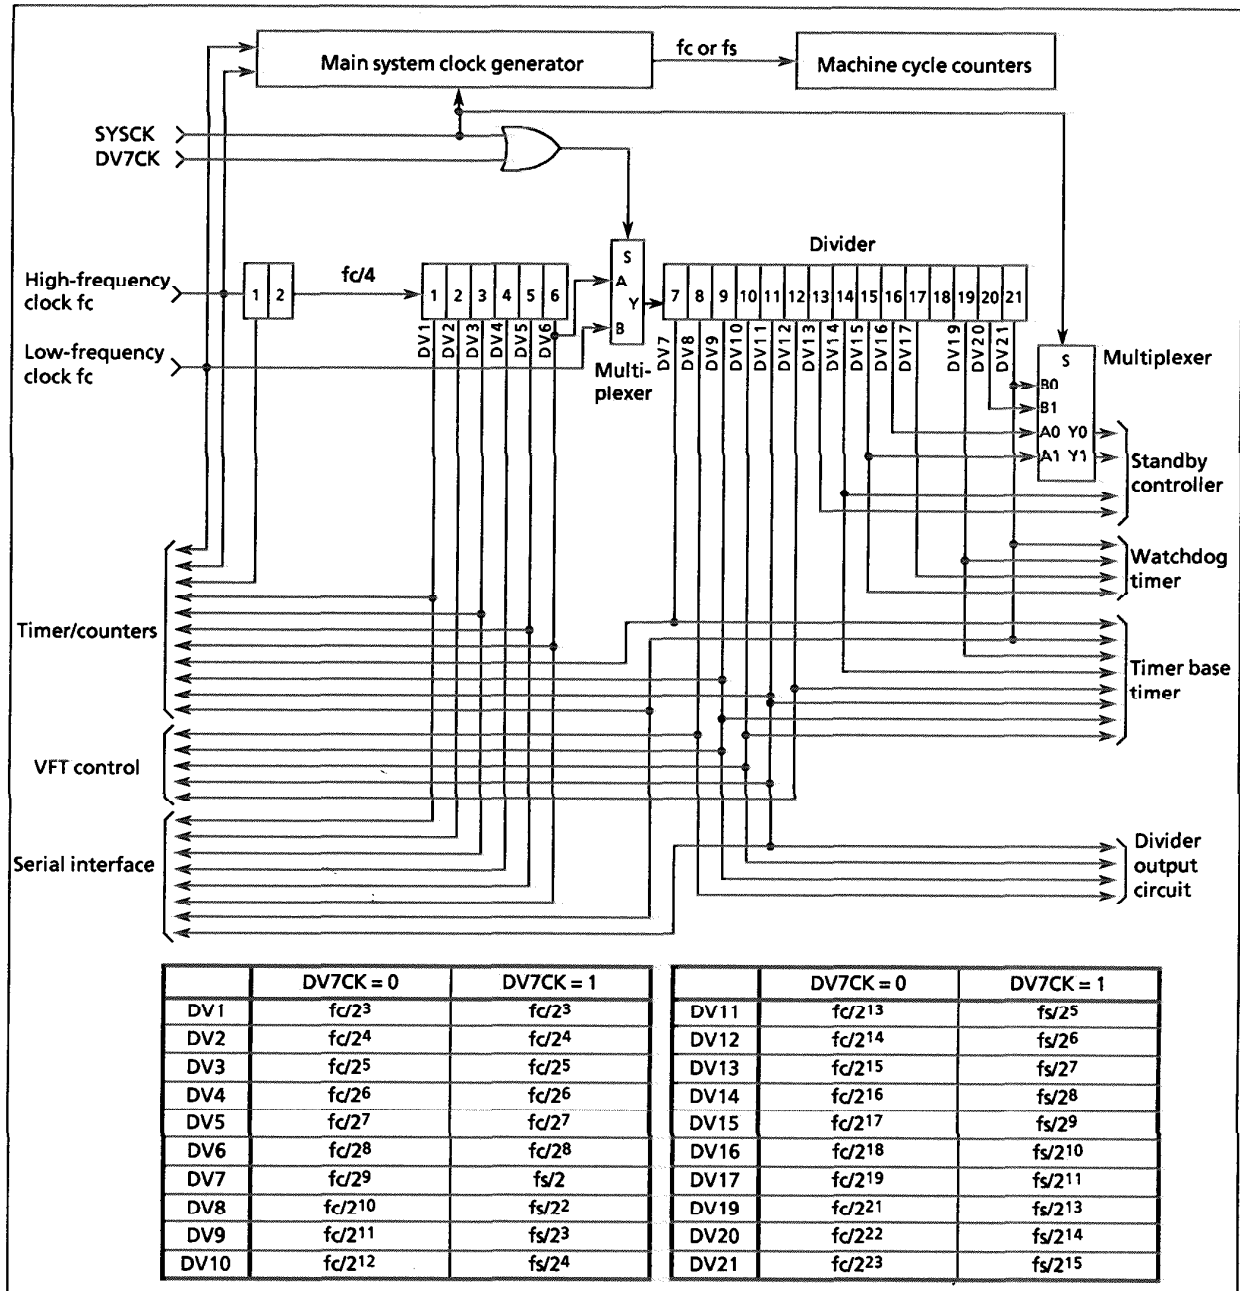 fc or fs
Main system clock generator
Machine cycle counters
SYSCK
DV7CK
Divider
High-frequency
clock fc
1 2
fc/4
1 2 3 4 5 6
S
A
Y
B
7 8 9 10 11 12 13 14 15 16 17 18 19 20 21
Low-frequency
clock fc
DV1 DV2 DV3 DV4 DV5 DV6
Multi-
plexer
DV7 DV8 DV9 DV10 DV11 DV12 DV13 DV14 DV15 DV16 DV17 DV19 DV20 DV21
S
Multiplexer
B0
B1
A0 Y0
A1 Y1
Standby
controller
Watchdog
timer
Timer/counters
Timer base
timer
VFT control
Serial interface
Divider
output
circuit
DV7CK = 0 DV7CK = 1 DV7CK = 0 DV7CK = 1
DV1 fc/2³ fc/2³ DV11 fc/2¹³ fs/2⁵
DV2 fc/2⁴ fc/2⁴ DV12 fc/2¹⁴ fs/2⁶
DV3 fc/2⁵ fc/2⁵ DV13 fc/2¹⁵ fs/2⁷
DV4 fc/2⁶ fc/2⁶ DV14 fc/2¹⁶ fs/2⁸
DV5 fc/2⁷ fc/2⁷ DV15 fc/2¹⁷ fs/2⁹
DV6 fc/2⁸ fc/2⁸ DV16 fc/2¹⁸ fs/2¹⁰
DV7 fc/2⁹ fs/2 DV17 fc/2¹⁹ fs/2¹¹
DV8 fc/2¹⁰ fs/2² DV19 fc/2²¹ fs/2¹³
DV9 fc/2¹¹ fs/2³ DV20 fc/2²² fs/2¹⁴
DV10 fc/2¹² fs/2⁴ DV21 fc/2²³ fs/2¹⁵